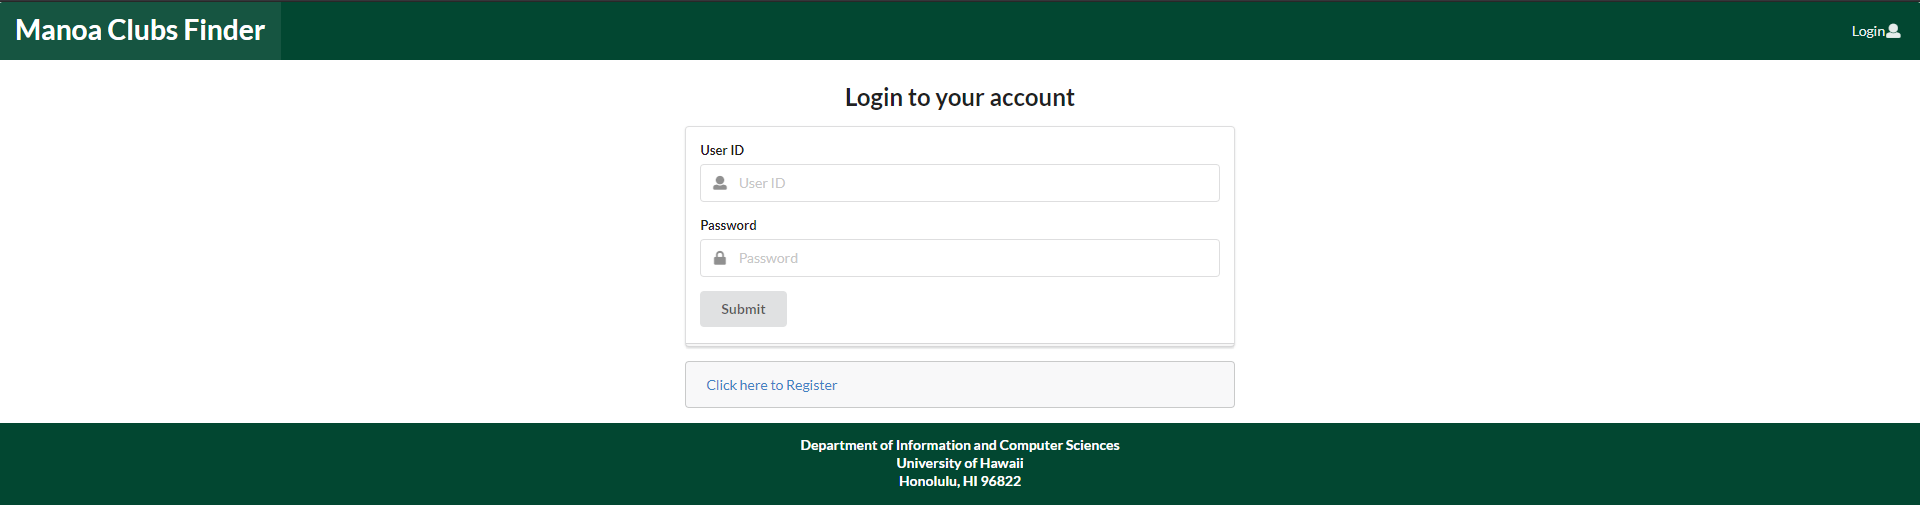 Manoa Clubs Finder
Login
Login to your account
User ID
User ID
Password
Password
Submit
Click here to Register
Department of Information and Computer Sciences
University of Hawaii
Honolulu, HI 96822